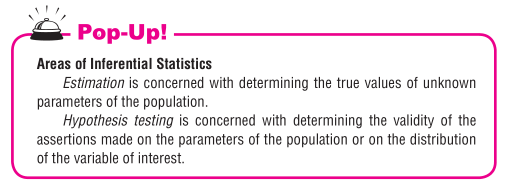 Pop-Up!
Areas of Inferential Statistics
Estimation is concerned with determining the true values of unknown
parameters of the population.
Hypothesis testing is concerned with determining the validity of the
assertions made on the parameters of the population or on the distribution
of the variable of interest.